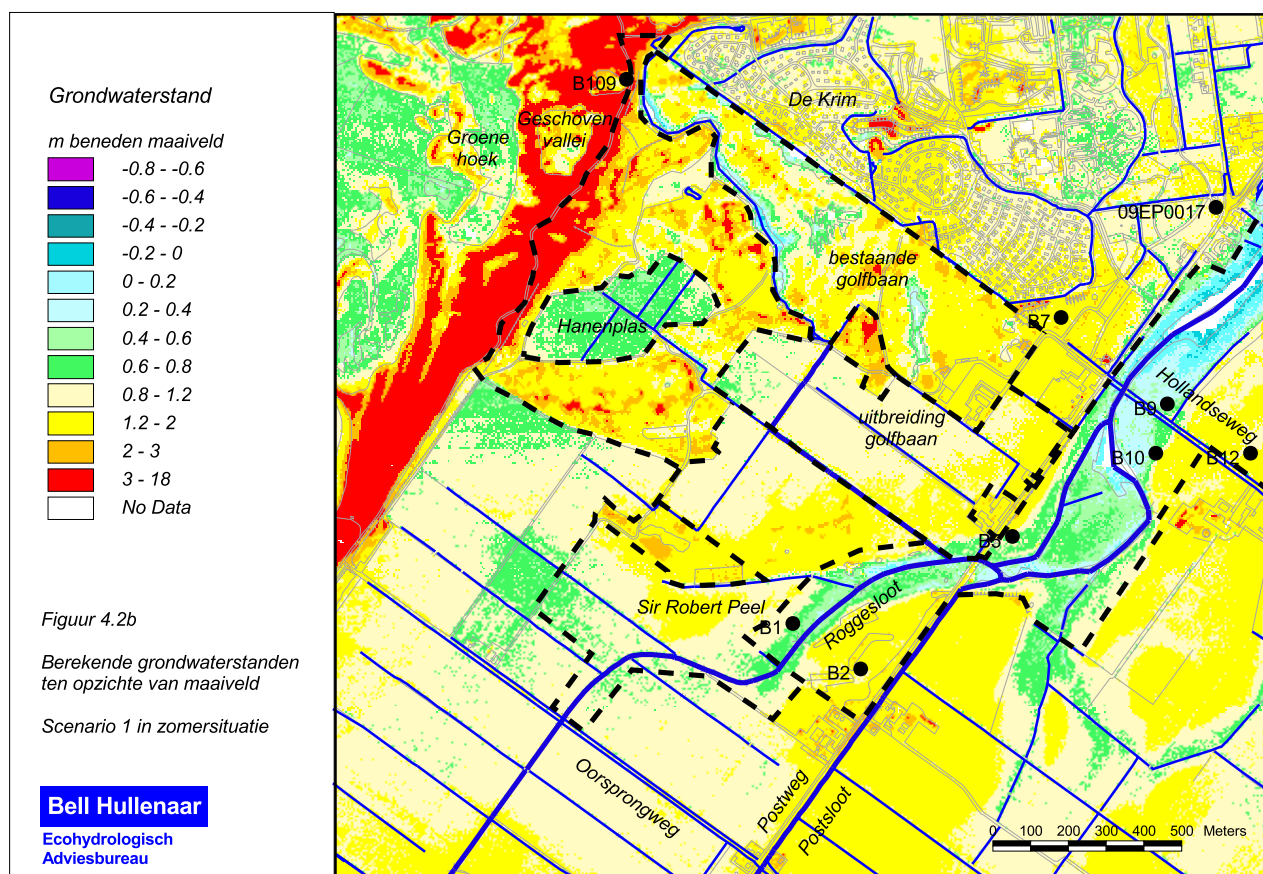 Grondwaterstand
m beneden maaiveld
-0.8 - -0.6
-0.6 - -0.4
-0.4 - -0.2
-0.2 - 0
0 - 0.2
0.2 - 0.4
0.4 - 0.6
0.6 - 0.8
0.8 - 1.2
1.2 - 2
2 - 3
3 - 18
No Data
Figuur 4.2b
Berekende grondwaterstanden
ten opzichte van maaiveld
Scenario 1 in zomersituatie
Bell Hullenaar
Ecohydrologisch
Adviesbureau
B109
De Krim
Geschoven
vallei
Groene
hoek
09EP0017
bestaande
golfbaan
Hanenplas
B7
Hollandseweg
B9
uitbreiding
golfbaan
B10
B12
B5
Sir Robert Peel
B1
Roggesloot
B2
Oorsprongweg
Postweg
Postsloot
0 100 200 300 400 500 Meters